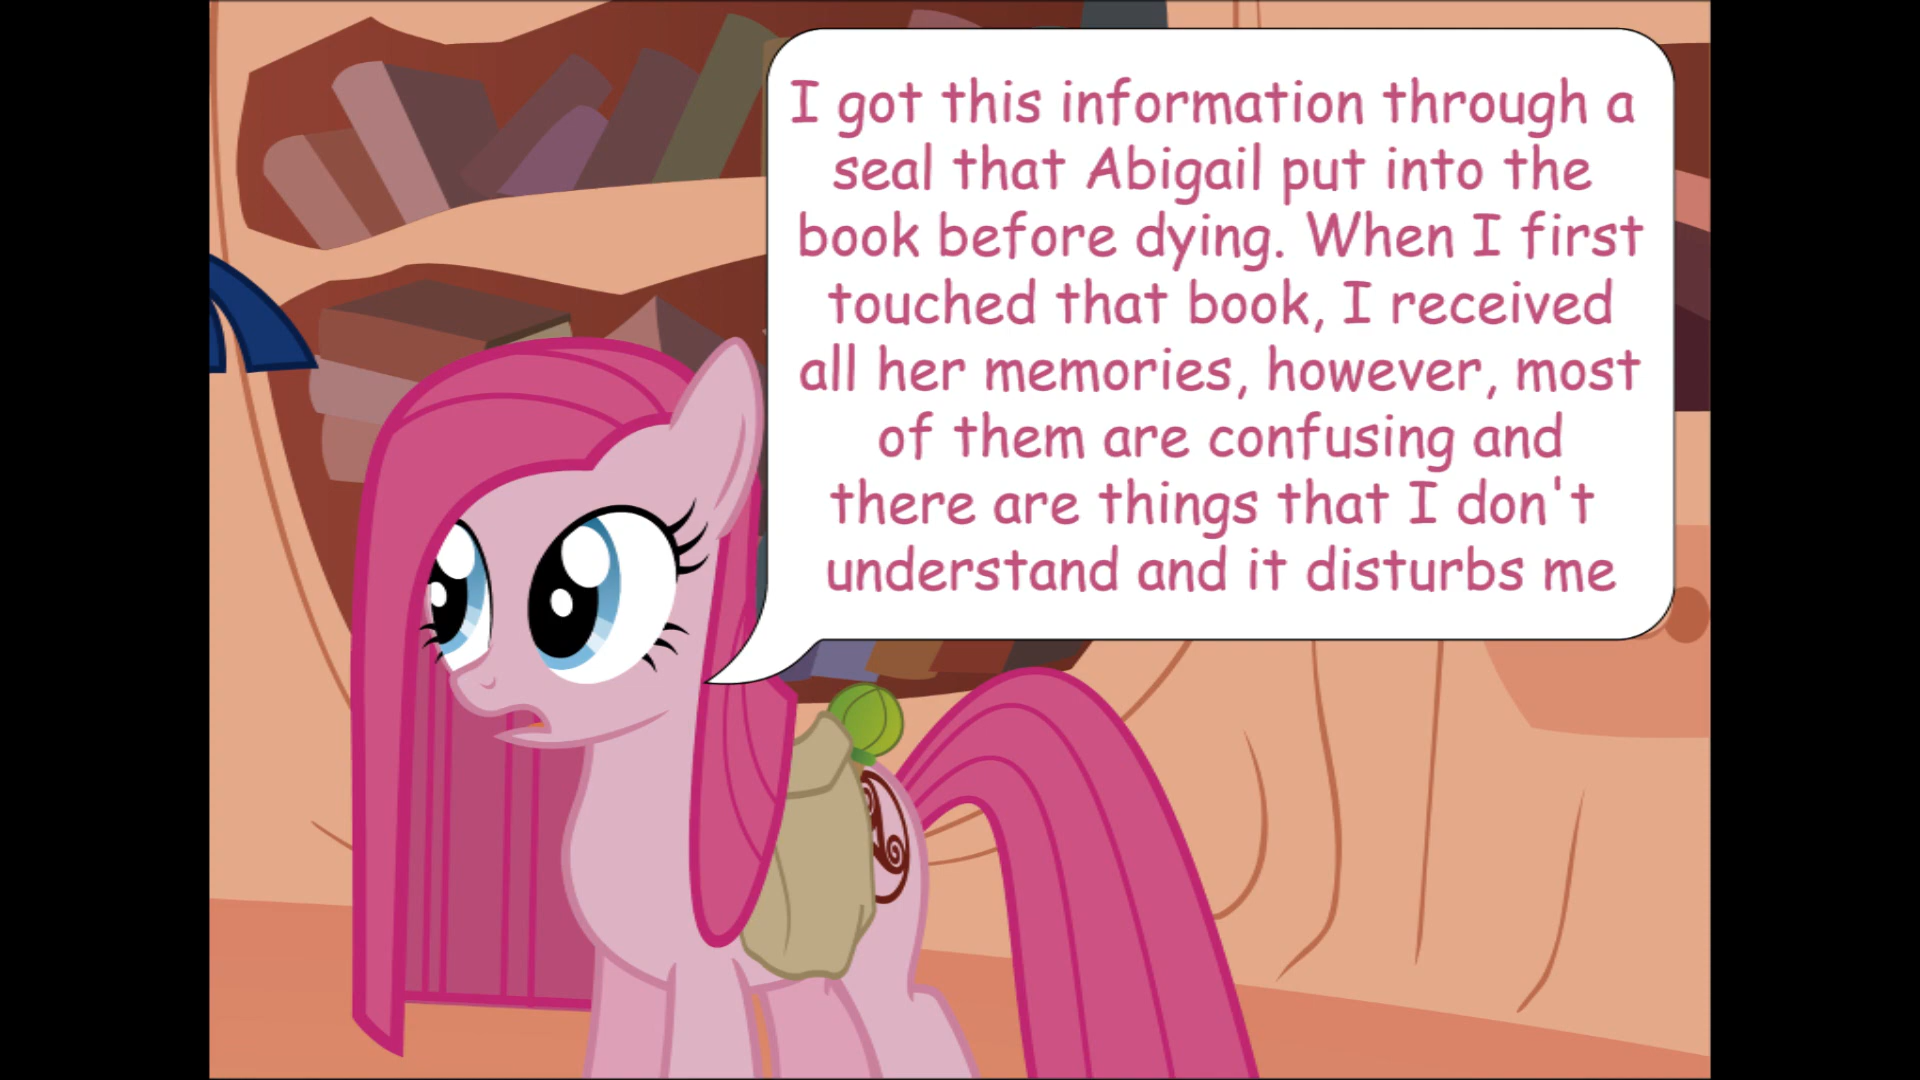 I got this information through a
seal that Abigail put into the
book before dying. When I first
touched that book, I received
all her memories, however, most
of them are confusing and
there are things that I don't
understand and it disturbs me